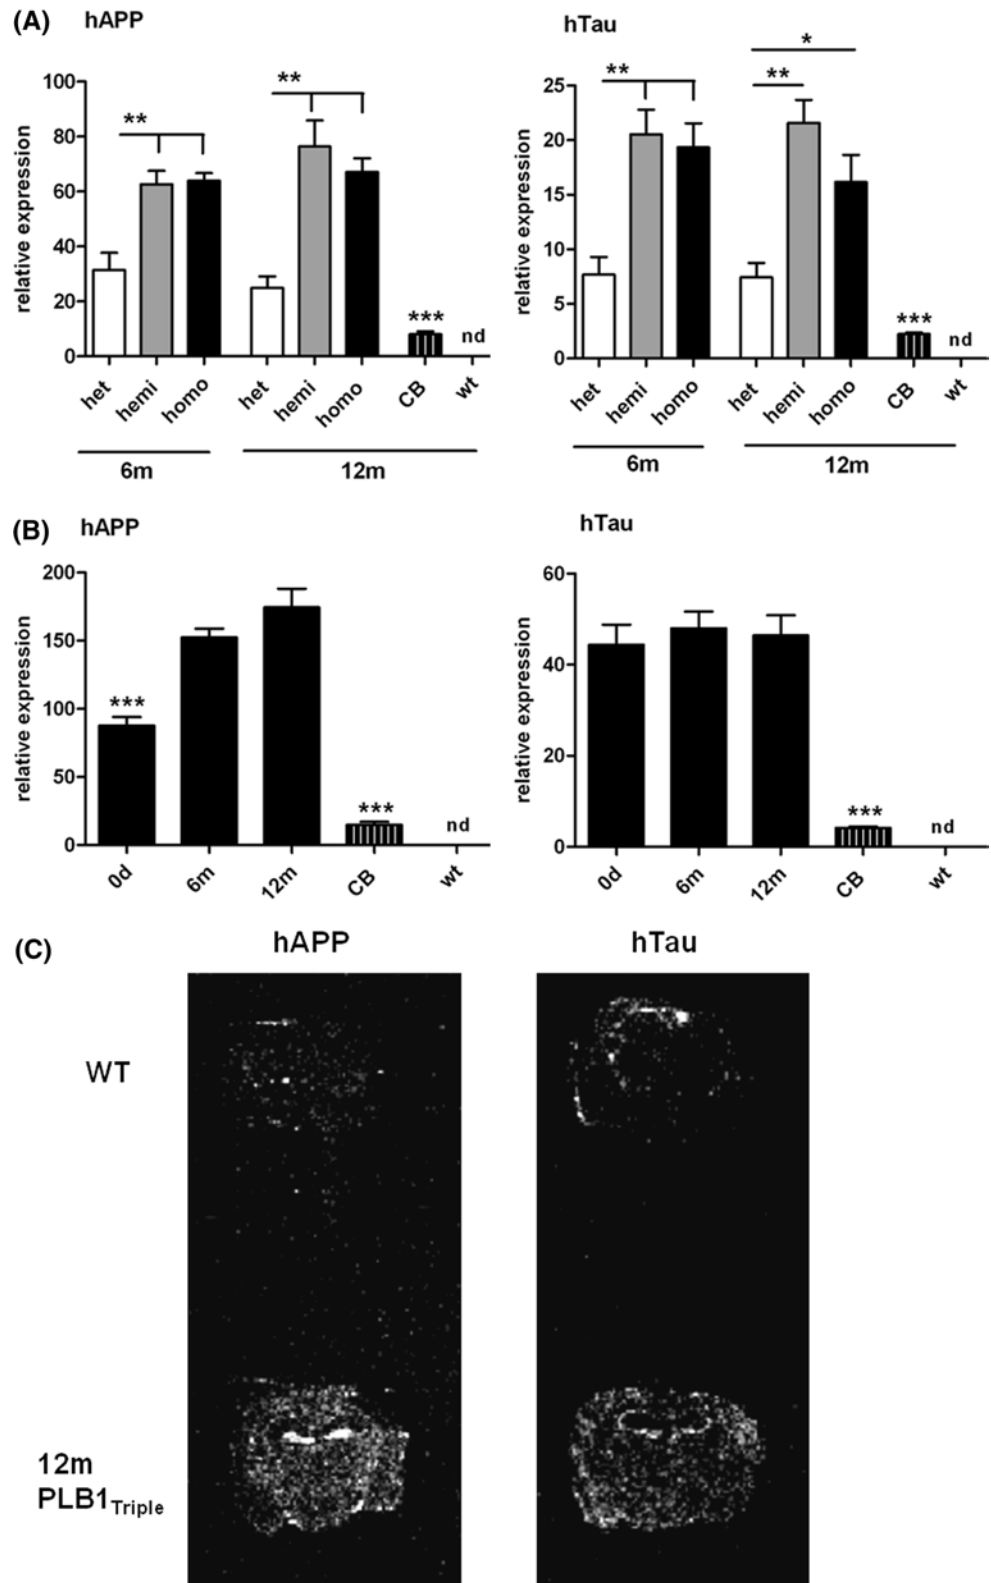 (A) hAPP
relative expression
100
80
60
40
20
0
**
**
***
nd
het
hemi
homo
het
hemi
homo
CB
wt
6m
12m
hTau
relative expression
25
20
15
10
5
0
**
*
**
***
nd
het
hemi
homo
het
hemi
homo
CB
wt
6m
12m
(B) hAPP
relative expression
200
150
100
50
0
***
***
nd
0d
6m
12m
CB
wt
hTau
relative expression
60
40
20
0
***
nd
0d
6m
12m
CB
wt
(C)
hAPP
hTau
WT
12m
PLB1Triple